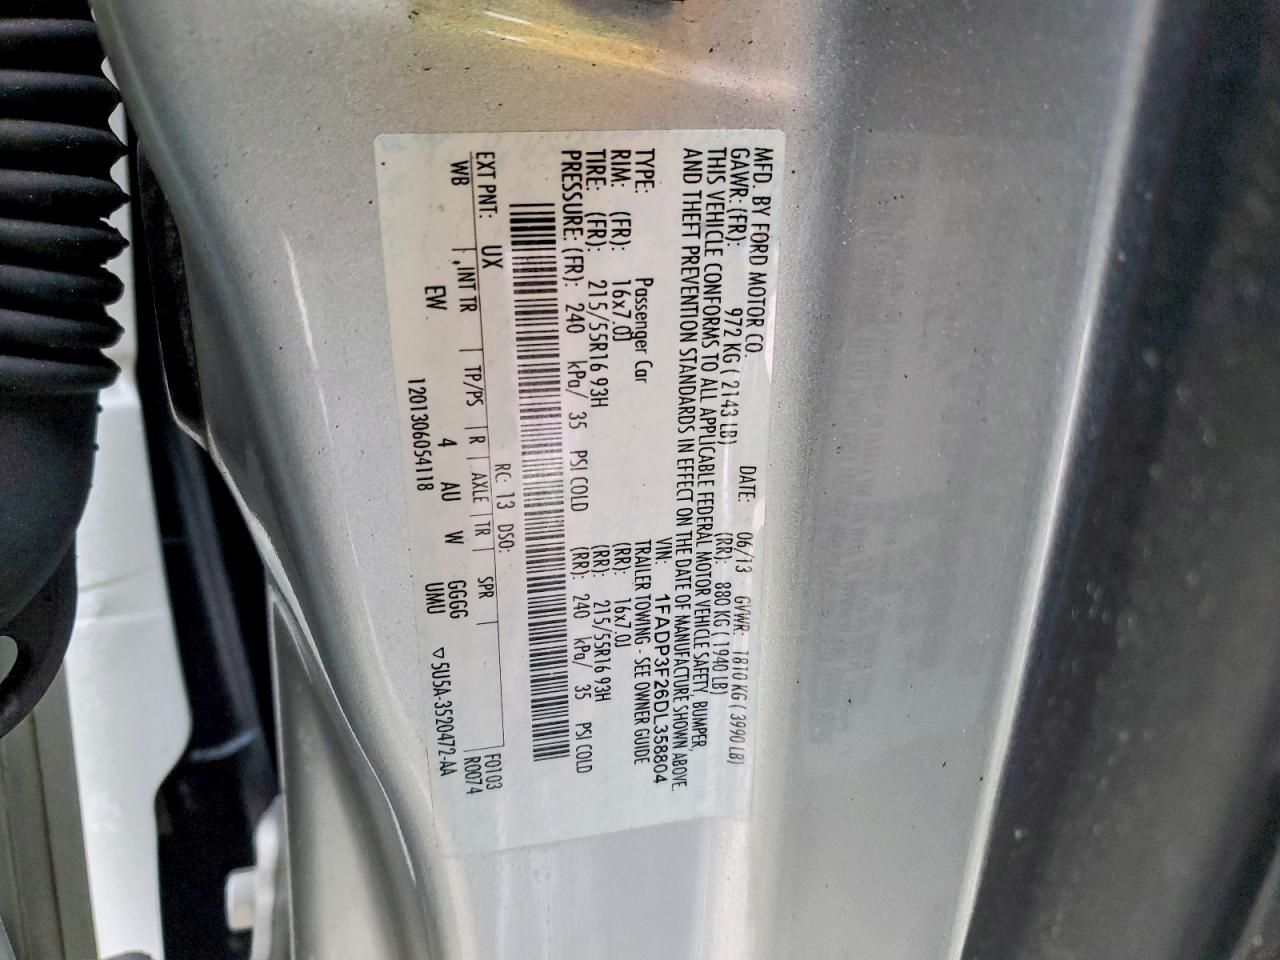 MFD. BY FORD MOTOR CO.
DATE: 06/13 GVWR: 1810 KG ( 3990 LB)
GAWR: (FR): 972 KG ( 2143 LB) (RR): 880 KG ( 1940 LB)
THIS VEHICLE CONFORMS TO ALL APPLICABLE FEDERAL MOTOR VEHICLE SAFETY, BUMPER,
AND THEFT PREVENTION STANDARDS IN EFFECT ON THE DATE OF MANUFACTURE SHOWN ABOVE.
VIN: 1FADP3F26DL358804
TYPE: Passenger Car TRAILER TOWING - SEE OWNER GUIDE
RIM: (FR): 16x7.0J (RR): 16x7.0J
TIRE: (FR): 215/55R16 93H (RR): 215/55R16 93H
PRESSURE: (FR): 240 kPa/ 35 PSI COLD (RR): 240 kPa/ 35 PSI COLD
EXT PNT: UX RC: 13 DSO: F0103
WB | INT TR | TP/PS | R | AXLE | TR | SPR | R0074
EW 4 AU W GGGG
UMU
1201306054118 ▽5U5A-3520472-AA